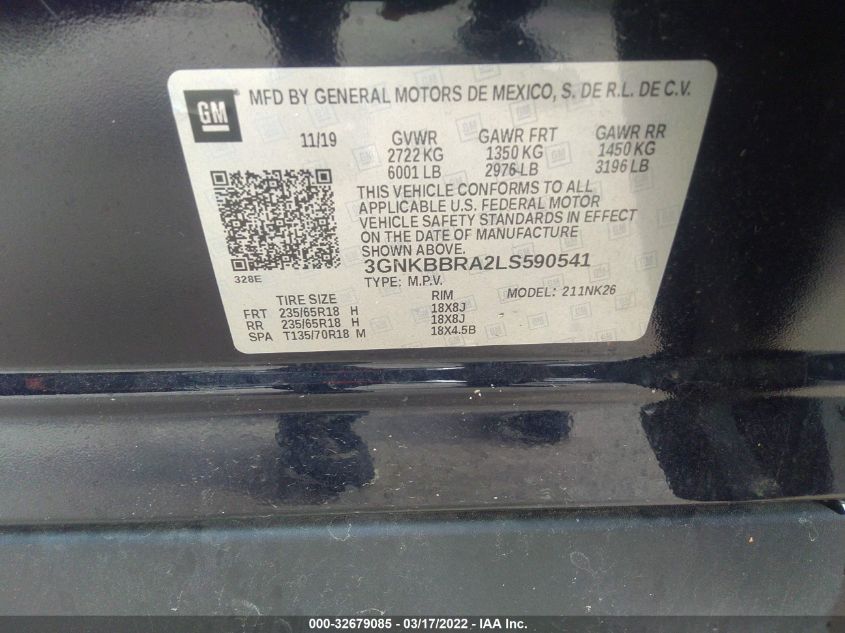 GM
MFD BY GENERAL MOTORS DE MEXICO, S. DE R.L. DE C.V.
11/19 GVWR GAWR FRT GAWR RR
2722 KG 1350 KG 1450 KG
6001 LB 2976 LB 3196 LB
THIS VEHICLE CONFORMS TO ALL
APPLICABLE U.S. FEDERAL MOTOR
VEHICLE SAFETY STANDARDS IN EFFECT
ON THE DATE OF MANUFACTURE
SHOWN ABOVE.
328E
3GNKBBRA2LS590541
TYPE: M.P.V. MODEL: 211NK26
TIRE SIZE RIM
FRT 235/65R18 H 18X8J
RR 235/65R18 H 18X8J
SPA T135/70R18 M 18X4.5B
000-32679085 - 03/17/2022 - IAA Inc.